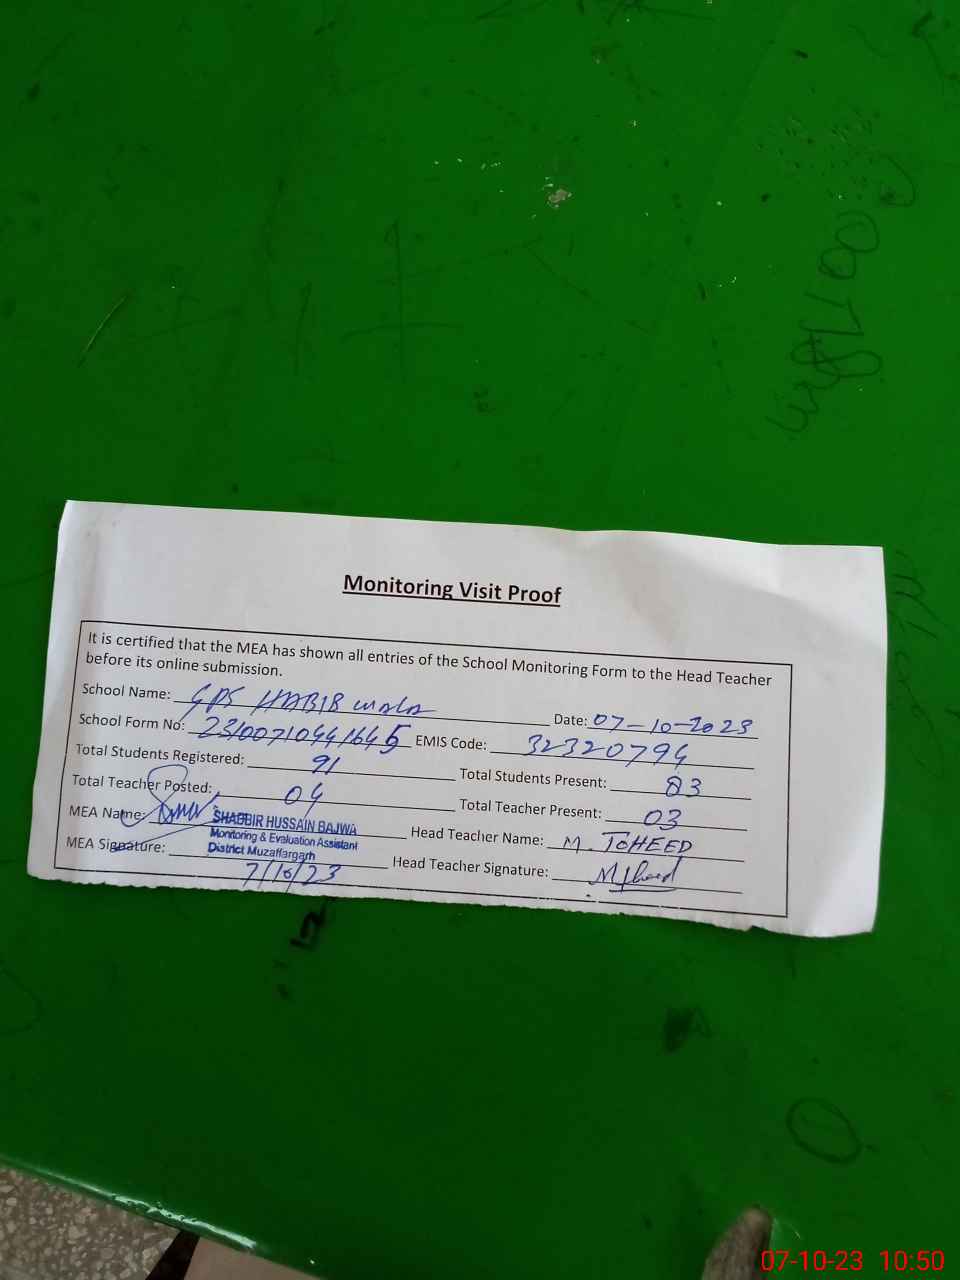 Monitoring Visit Proof
It is certified that the MEA has shown all entries of the School Monitoring Form to the Head Teacher
before its online submission.
School Name: GPS HABIB wala Date: 07-10-2023
School Form No: 23100710441645 EMIS Code: 32320794
Total Students Registered: 91 Total Students Present: 83
Total Teacher Posted: 04 Total Teacher Present: 03
MEA Name: SHABBIR HUSSAIN BAJWA Head Teacher Name: M. TOHEED
Monitoring & Evaluation Assistant
District Muzaffargarh
MEA Signature: 7/10/23 Head Teacher Signature:
07-10-23 10:50